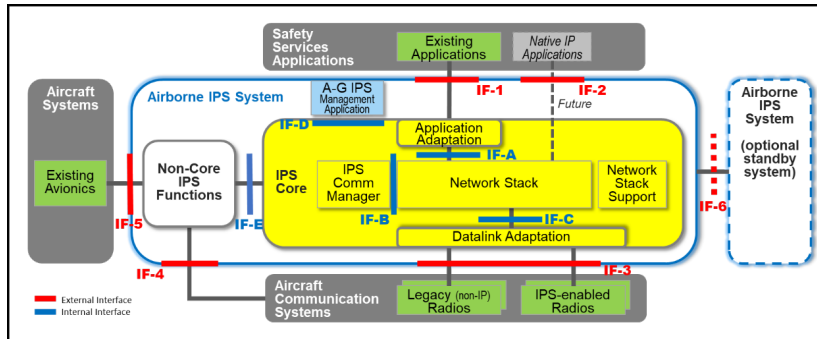 Safety
Services
Applications
Existing
Applications
Native IP
Applications
Aircraft
Systems
Airborne IPS System
A-G IPS
Management
Application
IF-1
IF-2
Future
Airborne
IPS
System
(optional
standby
system)
IF-D
Application
Adaptation
IF-A
Existing
Avionics
Non-Core
IPS
Functions
IPS
Core
IPS
Comm
Manager
Network Stack
Network
Stack
Support
IF-5
IF-E
IF-B
IF-C
IF-6
Datalink Adaptation
IF-4
IF-3
Aircraft
Communication
Systems
Legacy (non-IP)
Radios
IPS-enabled
Radios
External Interface
Internal Interface